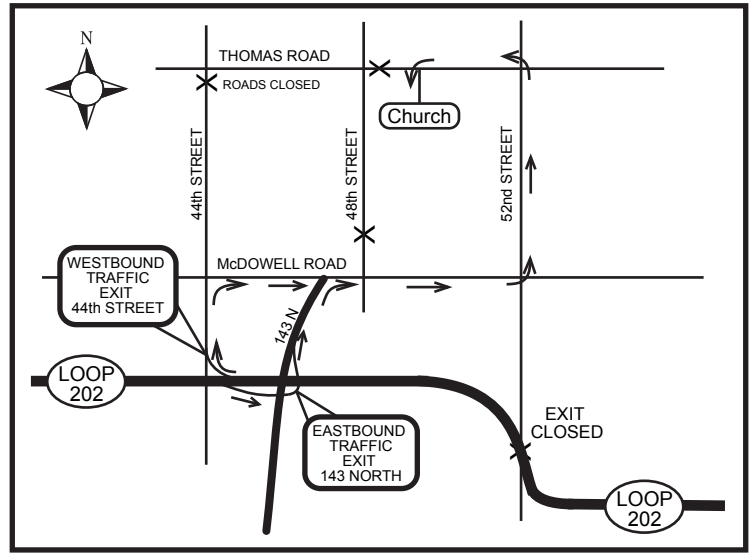 N
THOMAS ROAD
ROADS CLOSED
Church
44th STREET
48th STREET
52nd STREET
WESTBOUND
TRAFFIC
EXIT
44th STREET
McDOWELL ROAD
143 N
LOOP
202
EASTBOUND
TRAFFIC
EXIT
143 NORTH
EXIT
CLOSED
LOOP
202